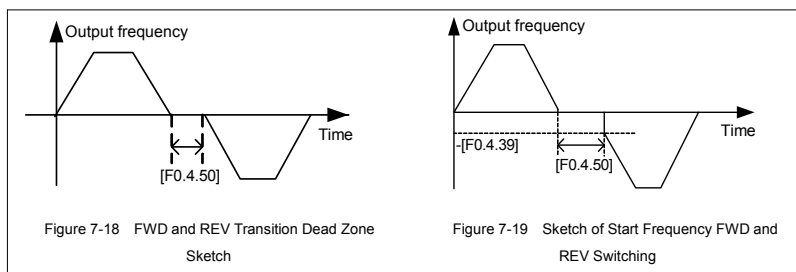 Output frequency
Time
[F0.4.50]
Figure 7-18 FWD and REV Transition Dead Zone
Sketch
Output frequency
Time
-[F0.4.39]
[F0.4.50]
Figure 7-19 Sketch of Start Frequency FWD and
REV Switching